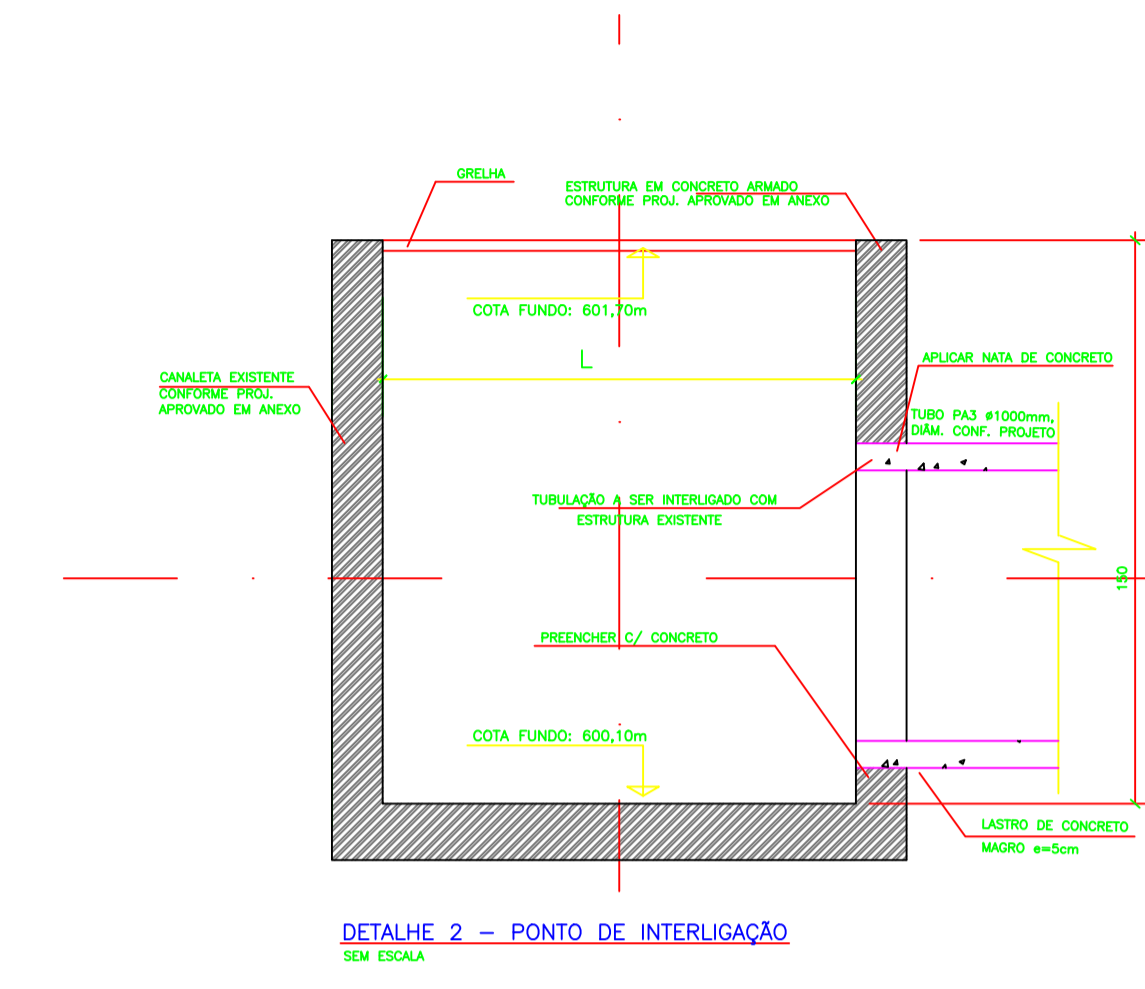 GRELHA
ESTRUTURA EM CONCRETO ARMADO
CONFORME PROJ. APROVADO EM ANEXO
COTA FUNDO: 601,70m
L
CANALETA EXISTENTE
CONFORME PROJ.
APROVADO EM ANEXO
APLICAR NATA DE CONCRETO
TUBO PA3 ø1000mm,
DIÂM. CONF. PROJETO
TUBULAÇÃO A SER INTERLIGADO COM
ESTRUTURA EXISTENTE
150
PREENCHER C/ CONCRETO
COTA FUNDO: 600,10m
LASTRO DE CONCRETO
MAGRO e=5cm
DETALHE 2 – PONTO DE INTERLIGAÇÃO
SEM ESCALA